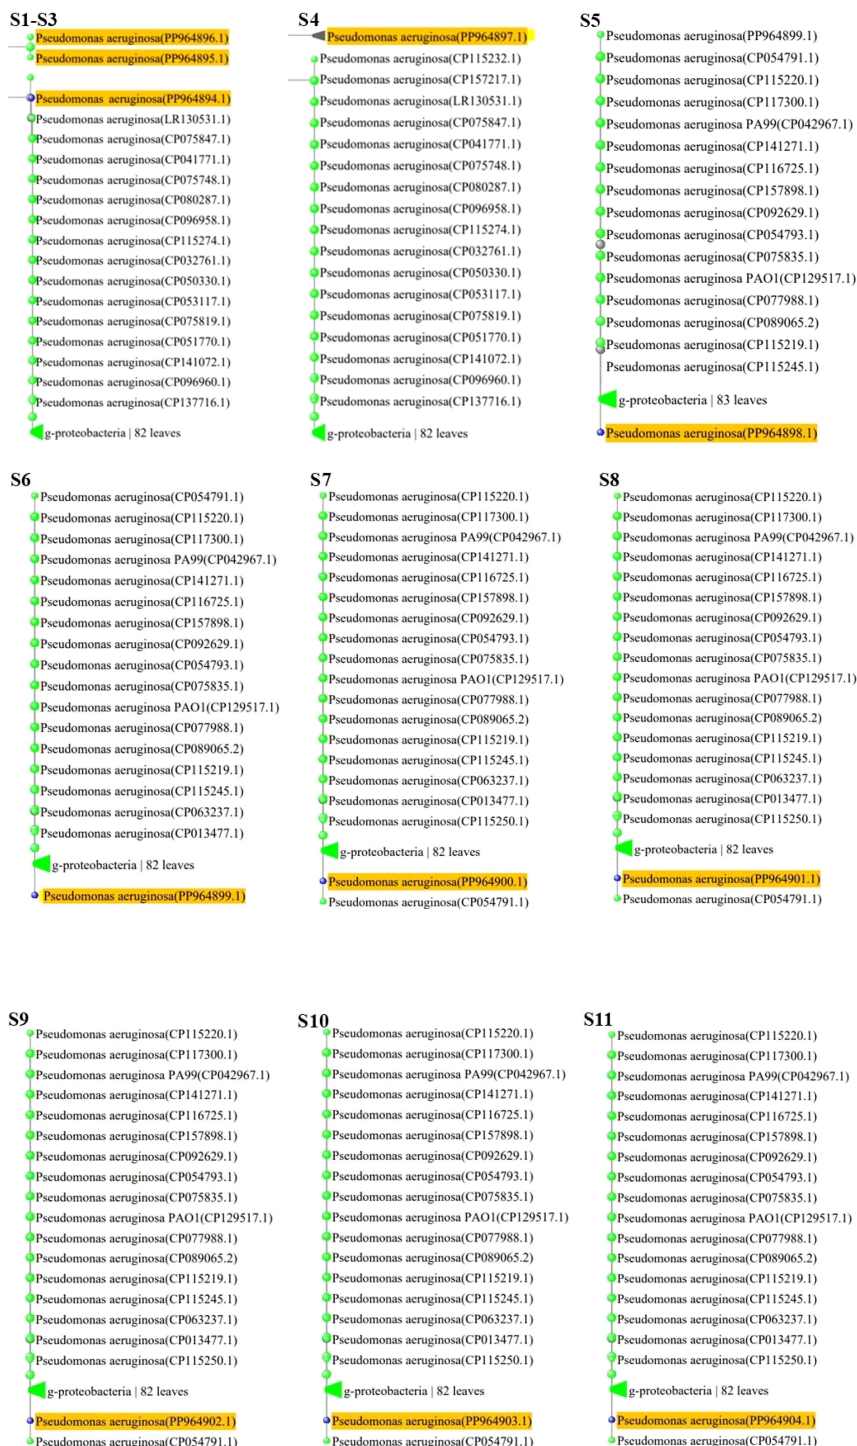 S1-S3
Pseudomonas aeruginosa(PP964896.1)
Pseudomonas aeruginosa(PP964895.1)
Pseudomonas aeruginosa(PP964894.1)
Pseudomonas aeruginosa(LR130531.1)
Pseudomonas aeruginosa(CP075847.1)
Pseudomonas aeruginosa(CP041771.1)
Pseudomonas aeruginosa(CP075748.1)
Pseudomonas aeruginosa(CP080287.1)
Pseudomonas aeruginosa(CP096958.1)
Pseudomonas aeruginosa(CP115274.1)
Pseudomonas aeruginosa(CP032761.1)
Pseudomonas aeruginosa(CP050330.1)
Pseudomonas aeruginosa(CP053117.1)
Pseudomonas aeruginosa(CP075819.1)
Pseudomonas aeruginosa(CP051770.1)
Pseudomonas aeruginosa(CP141072.1)
Pseudomonas aeruginosa(CP096960.1)
Pseudomonas aeruginosa(CP137716.1)
g-proteobacteria | 82 leaves
S4
Pseudomonas aeruginosa(PP964897.1)
Pseudomonas aeruginosa(CP115232.1)
Pseudomonas aeruginosa(CP157217.1)
Pseudomonas aeruginosa(LR130531.1)
Pseudomonas aeruginosa(CP075847.1)
Pseudomonas aeruginosa(CP041771.1)
Pseudomonas aeruginosa(CP075748.1)
Pseudomonas aeruginosa(CP080287.1)
Pseudomonas aeruginosa(CP096958.1)
Pseudomonas aeruginosa(CP115274.1)
Pseudomonas aeruginosa(CP032761.1)
Pseudomonas aeruginosa(CP050330.1)
Pseudomonas aeruginosa(CP053117.1)
Pseudomonas aeruginosa(CP075819.1)
Pseudomonas aeruginosa(CP051770.1)
Pseudomonas aeruginosa(CP141072.1)
Pseudomonas aeruginosa(CP096960.1)
Pseudomonas aeruginosa(CP137716.1)
g-proteobacteria | 82 leaves
S5
Pseudomonas aeruginosa(PP964899.1)
Pseudomonas aeruginosa(CP054791.1)
Pseudomonas aeruginosa(CP115220.1)
Pseudomonas aeruginosa(CP117300.1)
Pseudomonas aeruginosa PA99(CP042967.1)
Pseudomonas aeruginosa(CP141271.1)
Pseudomonas aeruginosa(CP116725.1)
Pseudomonas aeruginosa(CP157898.1)
Pseudomonas aeruginosa(CP092629.1)
Pseudomonas aeruginosa(CP054793.1)
Pseudomonas aeruginosa(CP075835.1)
Pseudomonas aeruginosa PAO1(CP129517.1)
Pseudomonas aeruginosa(CP077988.1)
Pseudomonas aeruginosa(CP089065.2)
Pseudomonas aeruginosa(CP115219.1)
Pseudomonas aeruginosa(CP115245.1)
g-proteobacteria | 83 leaves
Pseudomonas aeruginosa(PP964898.1)
S6
Pseudomonas aeruginosa(CP054791.1)
Pseudomonas aeruginosa(CP115220.1)
Pseudomonas aeruginosa(CP117300.1)
Pseudomonas aeruginosa PA99(CP042967.1)
Pseudomonas aeruginosa(CP141271.1)
Pseudomonas aeruginosa(CP116725.1)
Pseudomonas aeruginosa(CP157898.1)
Pseudomonas aeruginosa(CP092629.1)
Pseudomonas aeruginosa(CP054793.1)
Pseudomonas aeruginosa(CP075835.1)
Pseudomonas aeruginosa PAO1(CP129517.1)
Pseudomonas aeruginosa(CP077988.1)
Pseudomonas aeruginosa(CP089065.2)
Pseudomonas aeruginosa(CP115219.1)
Pseudomonas aeruginosa(CP115245.1)
Pseudomonas aeruginosa(CP063237.1)
Pseudomonas aeruginosa(CP013477.1)
g-proteobacteria | 82 leaves
Pseudomonas aeruginosa(PP964899.1)
S7
Pseudomonas aeruginosa(CP115220.1)
Pseudomonas aeruginosa(CP117300.1)
Pseudomonas aeruginosa PA99(CP042967.1)
Pseudomonas aeruginosa(CP141271.1)
Pseudomonas aeruginosa(CP116725.1)
Pseudomonas aeruginosa(CP157898.1)
Pseudomonas aeruginosa(CP092629.1)
Pseudomonas aeruginosa(CP054793.1)
Pseudomonas aeruginosa(CP075835.1)
Pseudomonas aeruginosa PAO1(CP129517.1)
Pseudomonas aeruginosa(CP077988.1)
Pseudomonas aeruginosa(CP089065.2)
Pseudomonas aeruginosa(CP115219.1)
Pseudomonas aeruginosa(CP115245.1)
Pseudomonas aeruginosa(CP063237.1)
Pseudomonas aeruginosa(CP013477.1)
Pseudomonas aeruginosa(CP115250.1)
g-proteobacteria | 82 leaves
Pseudomonas aeruginosa(PP964900.1)
Pseudomonas aeruginosa(CP054791.1)
S8
Pseudomonas aeruginosa(CP115220.1)
Pseudomonas aeruginosa(CP117300.1)
Pseudomonas aeruginosa PA99(CP042967.1)
Pseudomonas aeruginosa(CP141271.1)
Pseudomonas aeruginosa(CP116725.1)
Pseudomonas aeruginosa(CP157898.1)
Pseudomonas aeruginosa(CP092629.1)
Pseudomonas aeruginosa(CP054793.1)
Pseudomonas aeruginosa(CP075835.1)
Pseudomonas aeruginosa PAO1(CP129517.1)
Pseudomonas aeruginosa(CP077988.1)
Pseudomonas aeruginosa(CP089065.2)
Pseudomonas aeruginosa(CP115219.1)
Pseudomonas aeruginosa(CP115245.1)
Pseudomonas aeruginosa(CP063237.1)
Pseudomonas aeruginosa(CP013477.1)
Pseudomonas aeruginosa(CP115250.1)
g-proteobacteria | 82 leaves
Pseudomonas aeruginosa(PP964901.1)
Pseudomonas aeruginosa(CP054791.1)
S9
Pseudomonas aeruginosa(CP115220.1)
Pseudomonas aeruginosa(CP117300.1)
Pseudomonas aeruginosa PA99(CP042967.1)
Pseudomonas aeruginosa(CP141271.1)
Pseudomonas aeruginosa(CP116725.1)
Pseudomonas aeruginosa(CP157898.1)
Pseudomonas aeruginosa(CP092629.1)
Pseudomonas aeruginosa(CP054793.1)
Pseudomonas aeruginosa(CP075835.1)
Pseudomonas aeruginosa PAO1(CP129517.1)
Pseudomonas aeruginosa(CP077988.1)
Pseudomonas aeruginosa(CP089065.2)
Pseudomonas aeruginosa(CP115219.1)
Pseudomonas aeruginosa(CP115245.1)
Pseudomonas aeruginosa(CP063237.1)
Pseudomonas aeruginosa(CP013477.1)
Pseudomonas aeruginosa(CP115250.1)
g-proteobacteria | 82 leaves
Pseudomonas aeruginosa(PP964902.1)
Pseudomonas aeruginosa(CP054791.1)
S10
Pseudomonas aeruginosa(CP115220.1)
Pseudomonas aeruginosa(CP117300.1)
Pseudomonas aeruginosa PA99(CP042967.1)
Pseudomonas aeruginosa(CP141271.1)
Pseudomonas aeruginosa(CP116725.1)
Pseudomonas aeruginosa(CP157898.1)
Pseudomonas aeruginosa(CP092629.1)
Pseudomonas aeruginosa(CP054793.1)
Pseudomonas aeruginosa(CP075835.1)
Pseudomonas aeruginosa PAO1(CP129517.1)
Pseudomonas aeruginosa(CP077988.1)
Pseudomonas aeruginosa(CP089065.2)
Pseudomonas aeruginosa(CP115219.1)
Pseudomonas aeruginosa(CP115245.1)
Pseudomonas aeruginosa(CP063237.1)
Pseudomonas aeruginosa(CP013477.1)
Pseudomonas aeruginosa(CP115250.1)
g-proteobacteria | 82 leaves
Pseudomonas aeruginosa(PP964903.1)
Pseudomonas aeruginosa(CP054791.1)
S11
Pseudomonas aeruginosa(CP115220.1)
Pseudomonas aeruginosa(CP117300.1)
Pseudomonas aeruginosa PA99(CP042967.1)
Pseudomonas aeruginosa(CP141271.1)
Pseudomonas aeruginosa(CP116725.1)
Pseudomonas aeruginosa(CP157898.1)
Pseudomonas aeruginosa(CP092629.1)
Pseudomonas aeruginosa(CP054793.1)
Pseudomonas aeruginosa(CP075835.1)
Pseudomonas aeruginosa PAO1(CP129517.1)
Pseudomonas aeruginosa(CP077988.1)
Pseudomonas aeruginosa(CP089065.2)
Pseudomonas aeruginosa(CP115219.1)
Pseudomonas aeruginosa(CP115245.1)
Pseudomonas aeruginosa(CP063237.1)
Pseudomonas aeruginosa(CP013477.1)
Pseudomonas aeruginosa(CP115250.1)
g-proteobacteria | 82 leaves
Pseudomonas aeruginosa(PP964904.1)
Pseudomonas aeruginosa(CP054791.1)